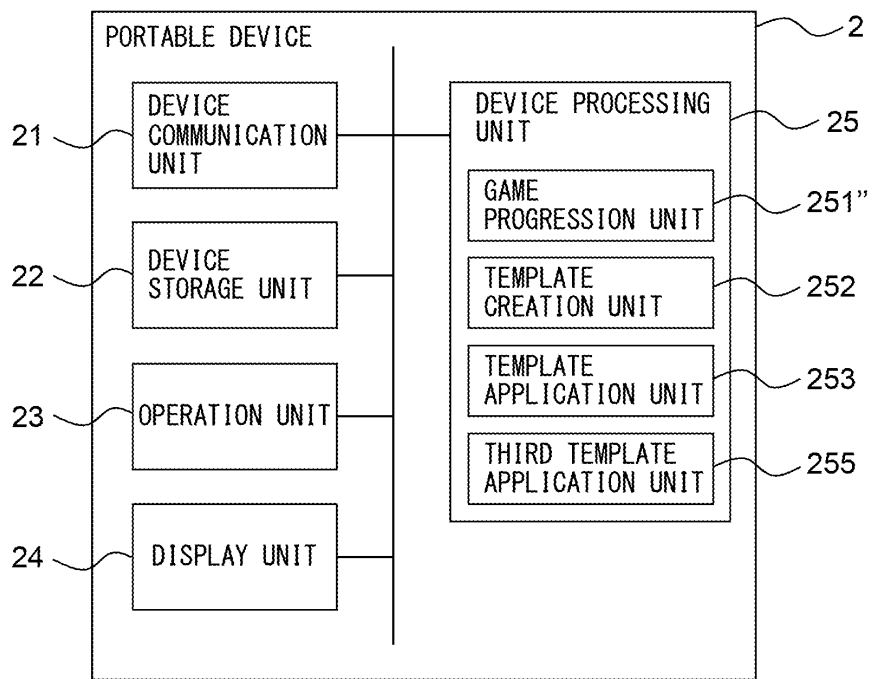 PORTABLE DEVICE
2
DEVICE
COMMUNICATION
UNIT
21
DEVICE
STORAGE UNIT
22
OPERATION UNIT
23
DISPLAY UNIT
24
DEVICE PROCESSING
UNIT
25
GAME
PROGRESSION UNIT
251”
TEMPLATE
CREATION UNIT
252
TEMPLATE
APPLICATION UNIT
253
THIRD TEMPLATE
APPLICATION UNIT
255